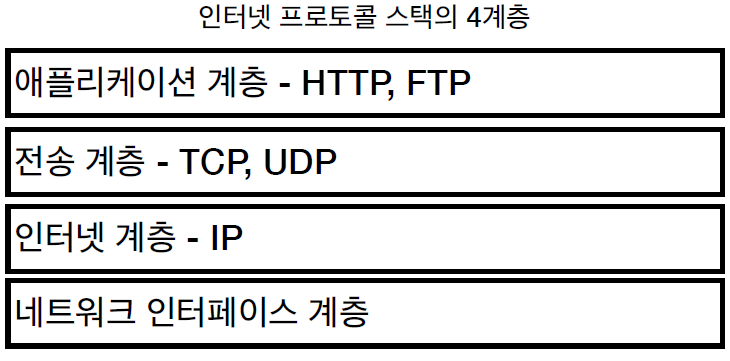 인터넷 프로토콜 스택의 4계층
애플리케이션 계층 - HTTP, FTP
전송 계층 - TCP, UDP
인터넷 계층 - IP
네트워크 인터페이스 계층